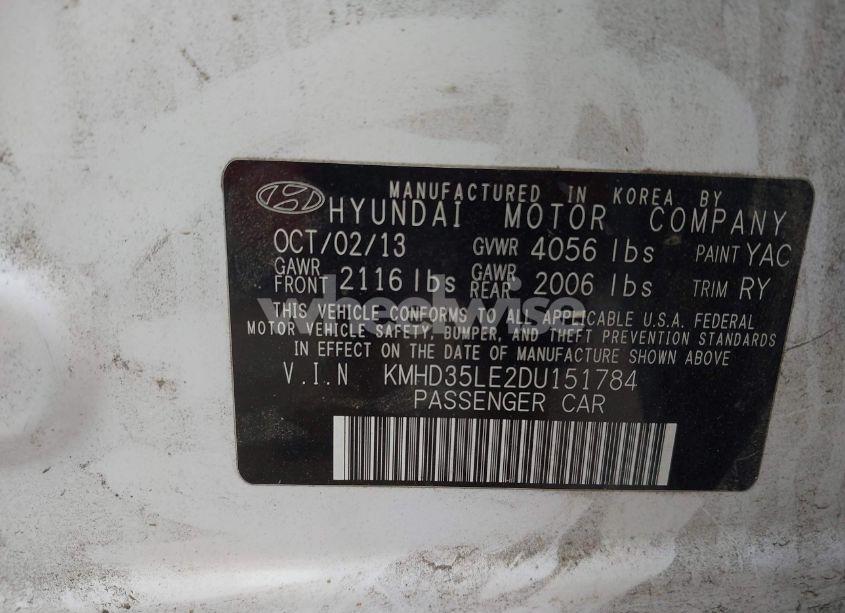 MANUFACTURED IN KOREA BY
HYUNDAI MOTOR COMPANY
OCT/02/13 GVWR 4056 lbs PAINT YAC
GAWR FRONT 2116 lbs GAWR REAR 2006 lbs TRIM RY
THIS VEHICLE CONFORMS TO ALL APPLICABLE U.S.A. FEDERAL
MOTOR VEHICLE SAFETY, BUMPER, AND THEFT PREVENTION STANDARDS
IN EFFECT ON THE DATE OF MANUFACTURE SHOWN ABOVE
V.I.N KMHD35LE2DU151784
PASSENGER CAR
wheelwise